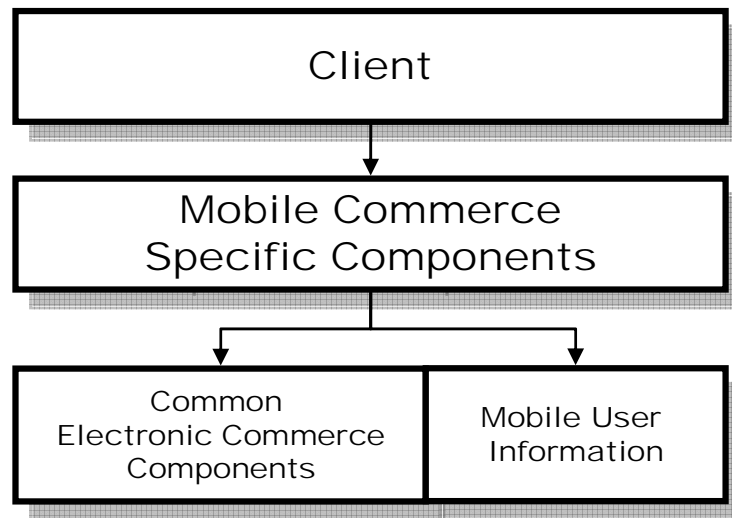 Client
Mobile Commerce
Specific Components
Common
Electronic Commerce
Components
Mobile User
Information